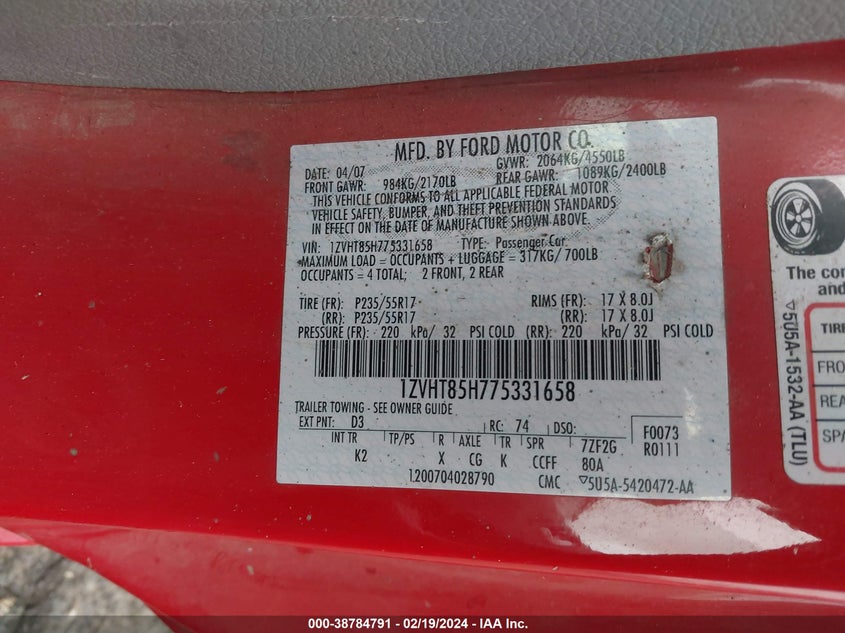 MFD. BY FORD MOTOR CO.
DATE: 04/07 GVWR: 2064KG/4550LB
FRONT GAWR: 984KG/2170LB REAR GAWR: 1089KG/2400LB
THIS VEHICLE CONFORMS TO ALL APPLICABLE FEDERAL MOTOR
VEHICLE SAFETY, BUMPER, AND THEFT PREVENTION STANDARDS
IN EFFECT ON THE DATE OF MANUFACTURE SHOWN ABOVE.
VIN: 1ZVHT85H775331658 TYPE: Passenger Car
MAXIMUM LOAD = OCCUPANTS + LUGGAGE = 317KG/700LB
OCCUPANTS = 4 TOTAL; 2 FRONT, 2 REAR
TIRE (FR): P235/55R17 RIMS (FR): 17 X 8.0J
(RR): P235/55R17 (RR): 17 X 8.0J
PRESSURE (FR): 220 kPa/ 32 PSI COLD (RR): 220 kPa/ 32 PSI COLD
1ZVHT85H775331658
TRAILER TOWING - SEE OWNER GUIDE
EXT PNT: D3 RC: 74 DSO: F0073
INT TR TP/PS R AXLE TR SPR 7ZF2G R0111
K2 X CG K CCFF 80A
1200704028790 CMC ▽5U5A-5420472-AA
The con
and
▽5U5A-1532-AA (TLU)
TIRE
FRO
REA
SPA
000-38784791 - 02/19/2024 - IAA Inc.